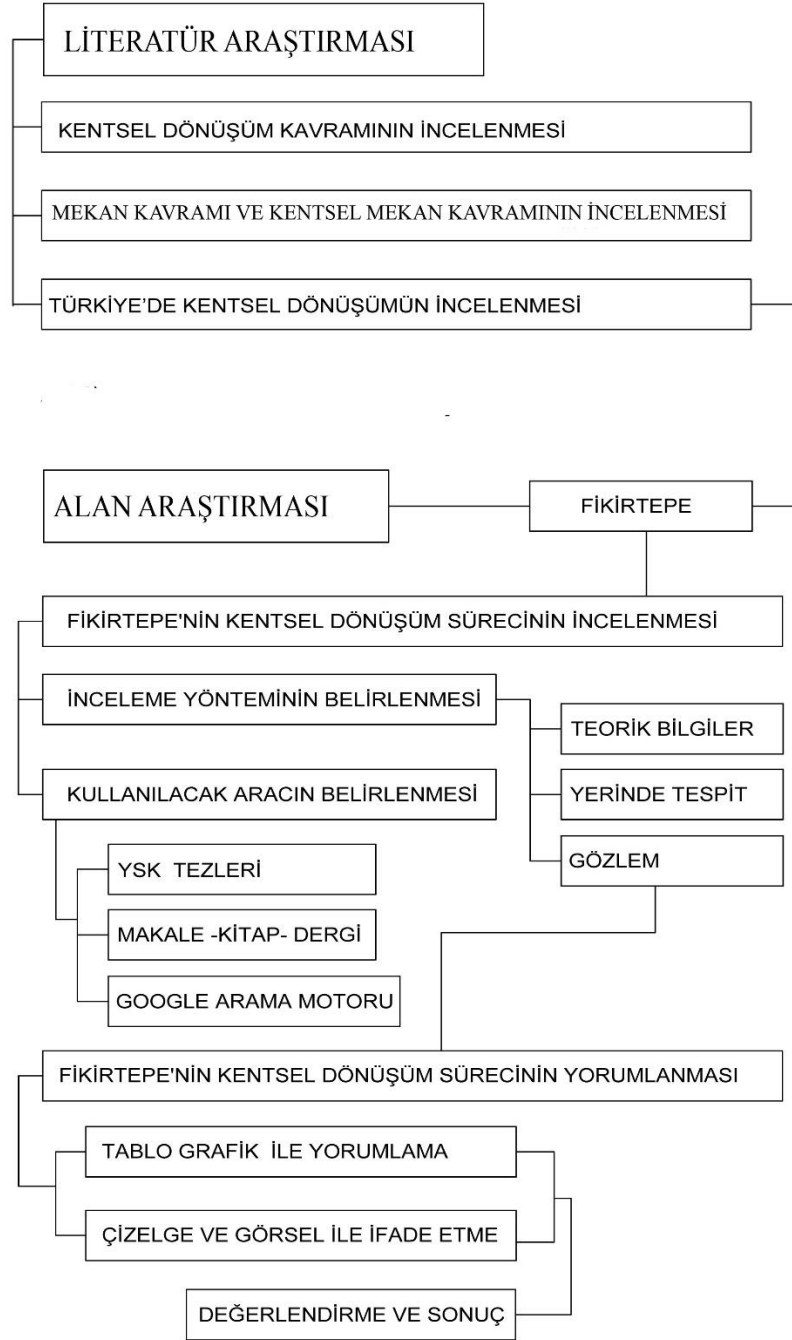 LİTERATÜR ARAŞTIRMASI
KENTSEL DÖNÜŞÜM KAVRAMININ İNCELENMESİ
MEKAN KAVRAMI VE KENTSEL MEKAN KAVRAMININ İNCELENMESİ
TÜRKİYE’DE KENTSEL DÖNÜŞÜMÜN İNCELENMESİ
ALAN ARAŞTIRMASI
FİKİRTEPE
FİKİRTEPE'NİN KENTSEL DÖNÜŞÜM SÜRECİNİN İNCELENMESİ
İNCELEME YÖNTEMİNİN BELİRLENMESİ
TEORİK BİLGİLER
YERİNDE TESPİT
GÖZLEM
KULLANILACAK ARACIN BELİRLENMESİ
YSK TEZLERİ
MAKALE -KİTAP- DERGİ
GOOGLE ARAMA MOTORU
FİKİRTEPE'NİN KENTSEL DÖNÜŞÜM SÜRECİNİN YORUMLANMASI
TABLO GRAFİK İLE YORUMLAMA
ÇİZELGE VE GÖRSEL İLE İFADE ETME
DEĞERLENDİRME VE SONUÇ